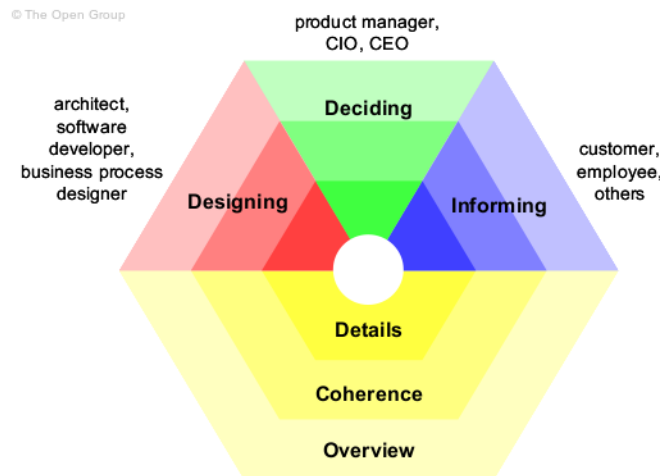 © The Open Group
product manager,
CIO, CEO
Deciding
architect,
software
developer,
business process
designer
Designing
customer,
employee,
others
Informing
Details
Coherence
Overview